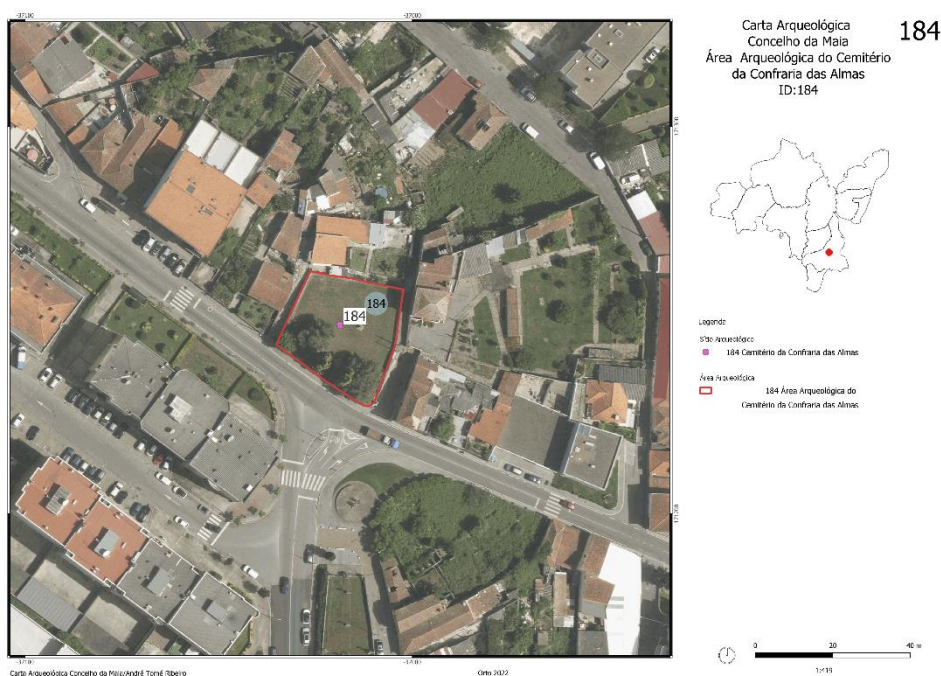 Carta Arqueológica
Concelho da Maia
Área Arqueológica do Cemitério
da Confraria das Almas
ID:184
184
184
184
Legenda
Sítio Arqueológico
184 Cemitério da Confraria das Almas
Área Arqueológica
184 Área Arqueológica do
Cemitério da Confraria das Almas
0 20 40 m
Carta Arqueológica Concelho da Maia/André Tomé Ribeiro
Orto 2022